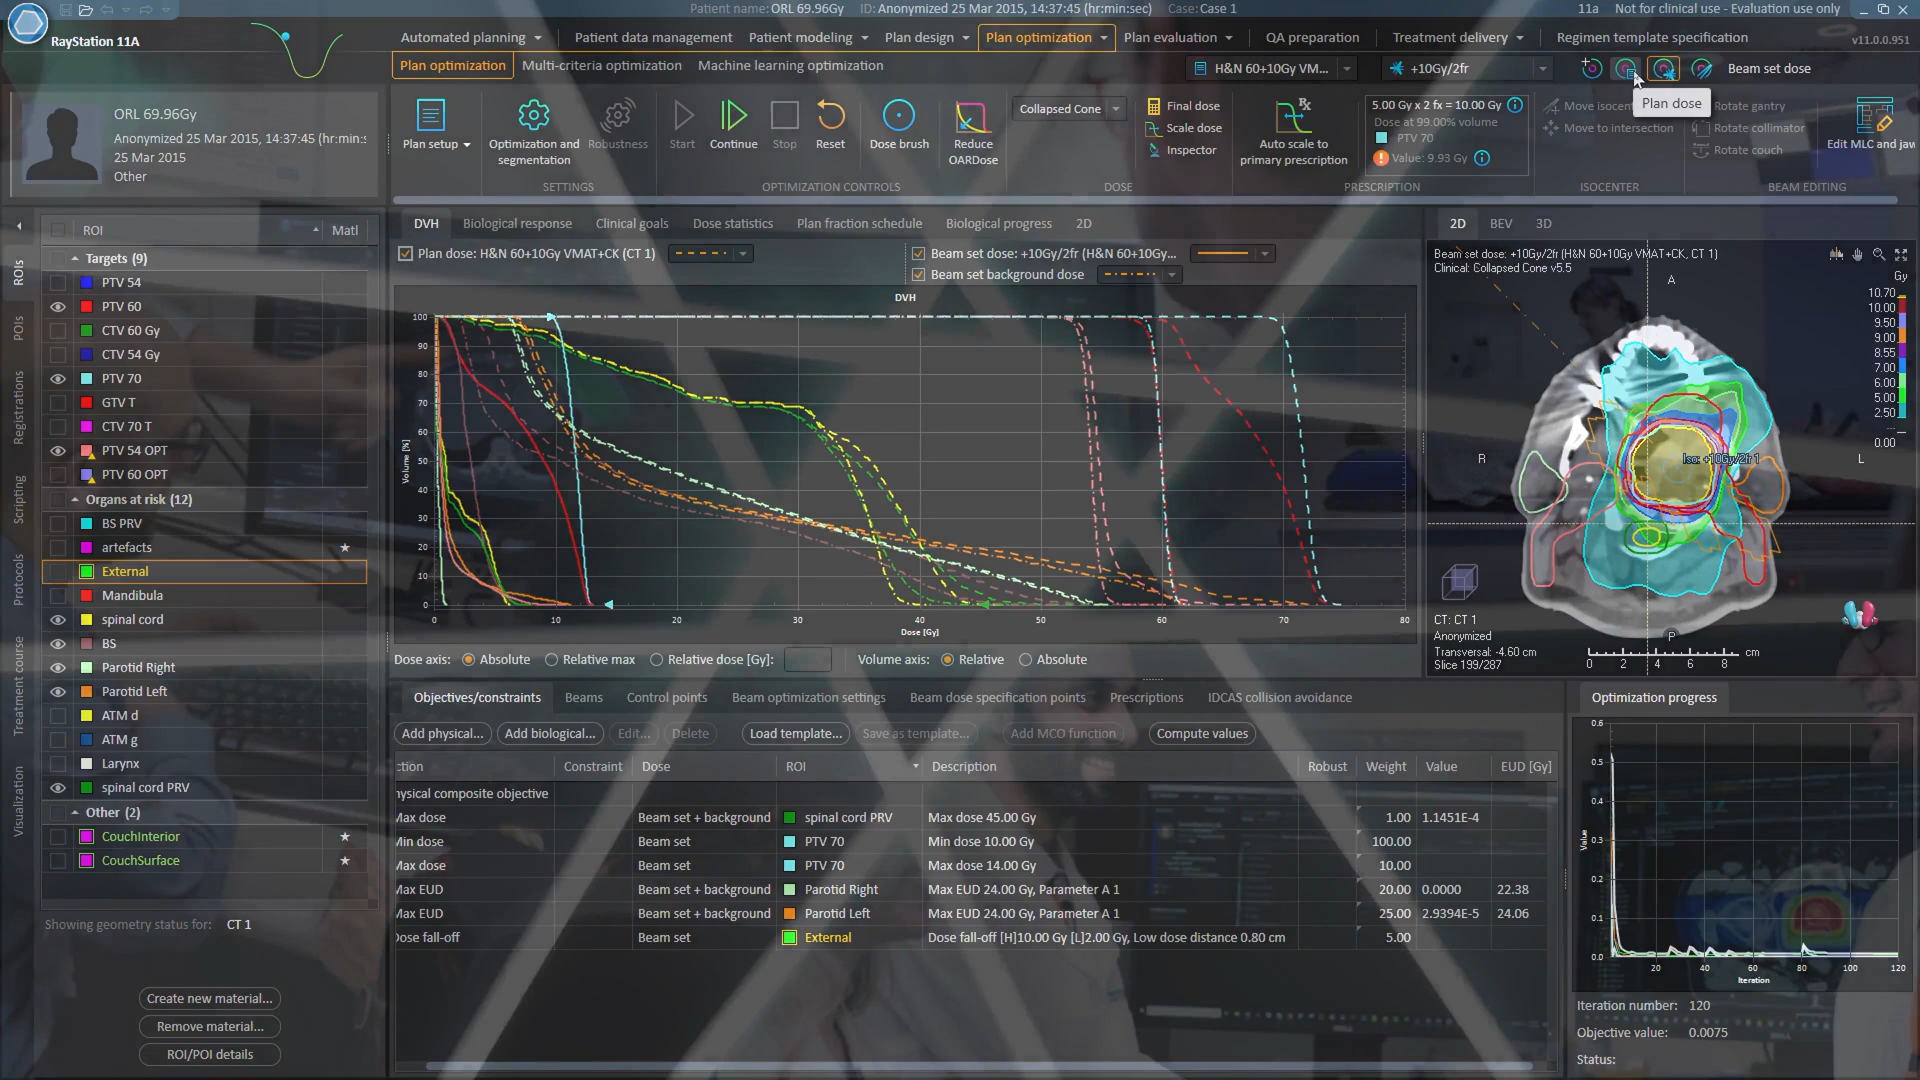 Patient name: ORL 69.96Gy ID: Anonymized 25 Mar 2015, 14:37:45 (hr:min:sec) Case: Case 1
11a Not for clinical use - Evaluation use only
RayStation 11A
Automated planning Patient data management Patient modeling Plan design Plan optimization Plan evaluation QA preparation Treatment delivery Regimen template specification
v11.0.0.951
Plan optimization Multi-criteria optimization Machine learning optimization
H&N 60+10Gy VM... +10Gy/2fr Beam set dose
Plan dose
ORL 69.96Gy
Anonymized 25 Mar 2015, 14:37:45 (hr:min:s
25 Mar 2015
Other
Plan setup
Optimization and segmentation
Robustness
SETTINGS
Start
Continue
Stop
Reset
Dose brush
Reduce OARDose
OPTIMIZATION CONTROLS
Collapsed Cone
Final dose
Scale dose
Inspector
DOSE
Auto scale to primary prescription
5.00 Gy x 2 fx = 10.00 Gy
Dose at 99.00% volume
PTV 70
Value: 9.93 Gy
PRESCRIPTION
Move isocen
Move to intersection
ISOCENTER
Rotate gantry
Rotate collimator
Rotate couch
Edit MLC and jaw
BEAM EDITING
ROIs
POIs
Registrations
Scripting
Protocols
Treatment course
Visualization
ROI Matl
Targets (9)
PTV 54
PTV 60
CTV 60 Gy
CTV 54 Gy
PTV 70
GTV T
CTV 70 T
PTV 54 OPT
PTV 60 OPT
Organs at risk (12)
BS PRV
artefacts
External
Mandibula
spinal cord
BS
Parotid Right
Parotid Left
ATM d
ATM g
Larynx
spinal cord PRV
Other (2)
CouchInterior
CouchSurface
Showing geometry status for: CT 1
Create new material...
Remove material...
ROI/POI details
DVH Biological response Clinical goals Dose statistics Plan fraction schedule Biological progress 2D
Plan dose: H&N 60+10Gy VMAT+CK (CT 1)
Beam set dose: +10Gy/2fr (H&N 60+10Gy...
Beam set background dose
DVH
100
90
80
70
60
50
40
30
20
10
0
Volume [%]
0 10 20 30 40 50 60 70 80
Dose [Gy]
Dose axis: Absolute Relative max Relative dose [Gy]: Volume axis: Relative Absolute
2D BEV 3D
Beam set dose: +10Gy/2fr (H&N 60+10Gy VMAT+CK, CT 1)
Clinical: Collapsed Cone v5.5
A
Gy
10.70
10.00
9.50
9.00
8.55
7.00
6.00
5.00
2.50
...
0.00
R
L
Iso: +10Gy/2fr 1
P
CT: CT 1
Anonymized
Transversal: -4.60 cm
Slice 199/287
0 2 4 6 8 cm
Objectives/constraints Beams Control points Beam optimization settings Beam dose specification points Prescriptions IDCAS collision avoidance
Add physical... Add biological... Edit... Delete Load template... Save as template... Add MCO function Compute values
ction Constraint Dose ROI Description Robust Weight Value EUD [Gy]
hysical composite objective
Max dose Beam set + background spinal cord PRV Max dose 45.00 Gy 1.00 1.1451E-4
Min dose Beam set PTV 70 Min dose 10.00 Gy 100.00
Max dose Beam set PTV 70 Max dose 14.00 Gy 10.00
Max EUD Beam set + background Parotid Right Max EUD 24.00 Gy, Parameter A 1 20.00 0.0000 22.38
Max EUD Beam set + background Parotid Left Max EUD 24.00 Gy, Parameter A 1 25.00 2.9394E-5 24.06
Dose fall-off Beam set External Dose fall-off [H]10.00 Gy [L]2.00 Gy, Low dose distance 0.80 cm 5.00
Optimization progress
0.6
0.5
0.4
0.3
0.2
0.1
0.0
Value
20 40 60 80 100 120
Iteration
Iteration number: 120
Objective value: 0.0075
Status: